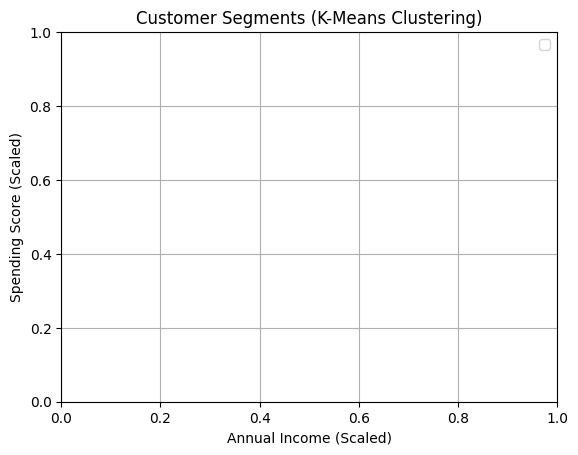 Customer Segments (K-Means Clustering)
1.0
0.8
0.6
0.4
0.2
0.0
Spending Score (Scaled)
0.0 0.2 0.4 0.6 0.8 1.0
Annual Income (Scaled)